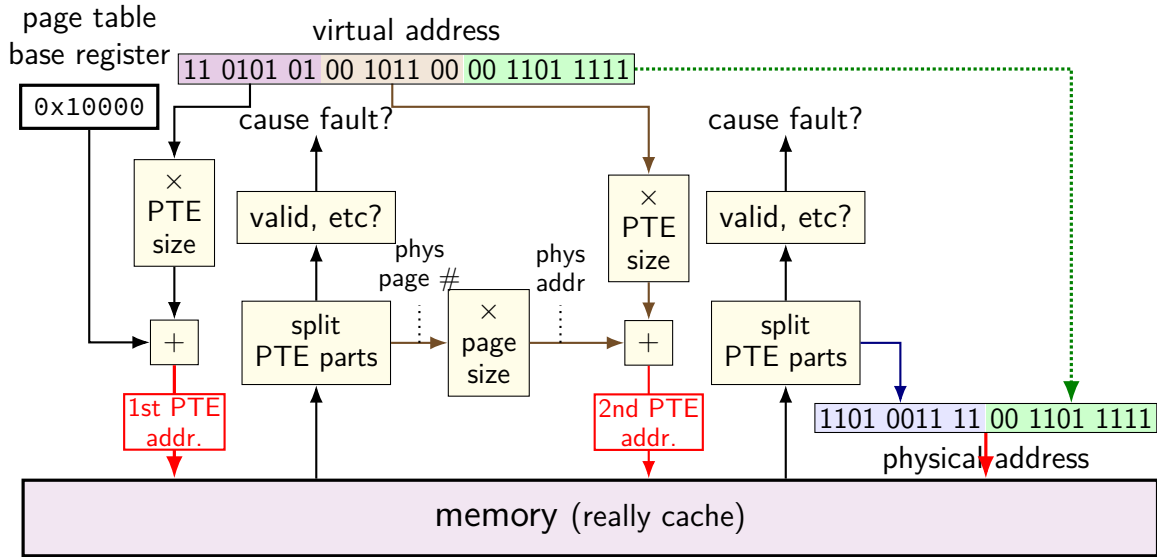 page table
base register
virtual address
11 0101 01 00 1011 00 00 1101 1111
0x10000
cause fault?
cause fault?
×
PTE
size
valid, etc?
×
PTE
size
valid, etc?
phys
page #
phys
addr
+
split
PTE parts
×
page
size
+
split
PTE parts
1st PTE
addr.
2nd PTE
addr.
1101 0011 11 00 1101 1111
physical address
memory (really cache)